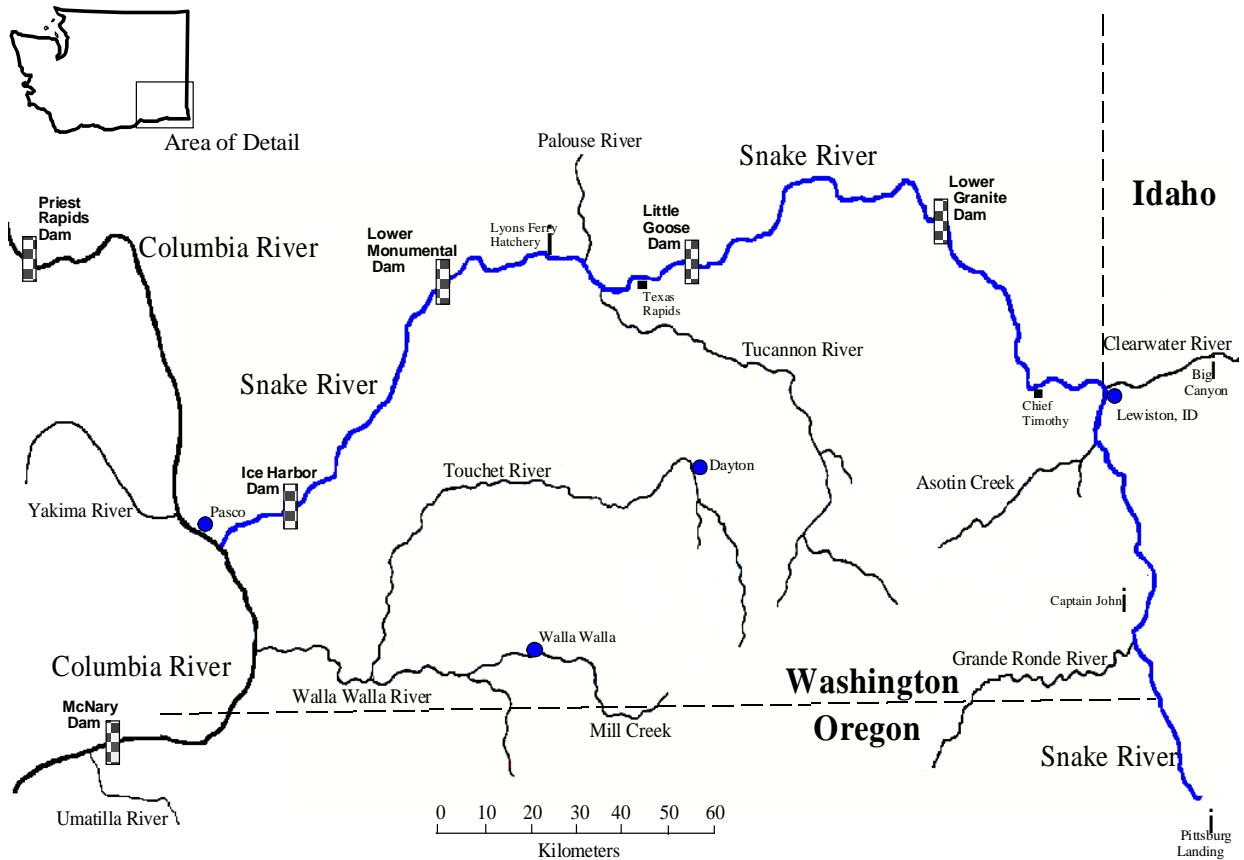 Area of Detail
Palouse River
Snake River
Idaho
Priest
Rapids
Dam
Columbia River
Lower
Monumental
Dam
Lyons Ferry
Hatchery
Little
Goose
Dam
Lower
Granite
Dam
Texas
Rapids
Tucannon River
Clearwater River
Big
Canyon
Chief
Timothy
Lewiston, ID
Snake River
Ice Harbor
Dam
Touchet River
Dayton
Asotin Creek
Yakima River
Pasco
Captain John
Walla Walla
Grande Ronde River
Columbia River
Walla Walla River
Washington
McNary
Dam
Mill Creek
Oregon
Snake River
Umatilla River
0 10 20 30 40 50 60
Kilometers
Pittsburg
Landing